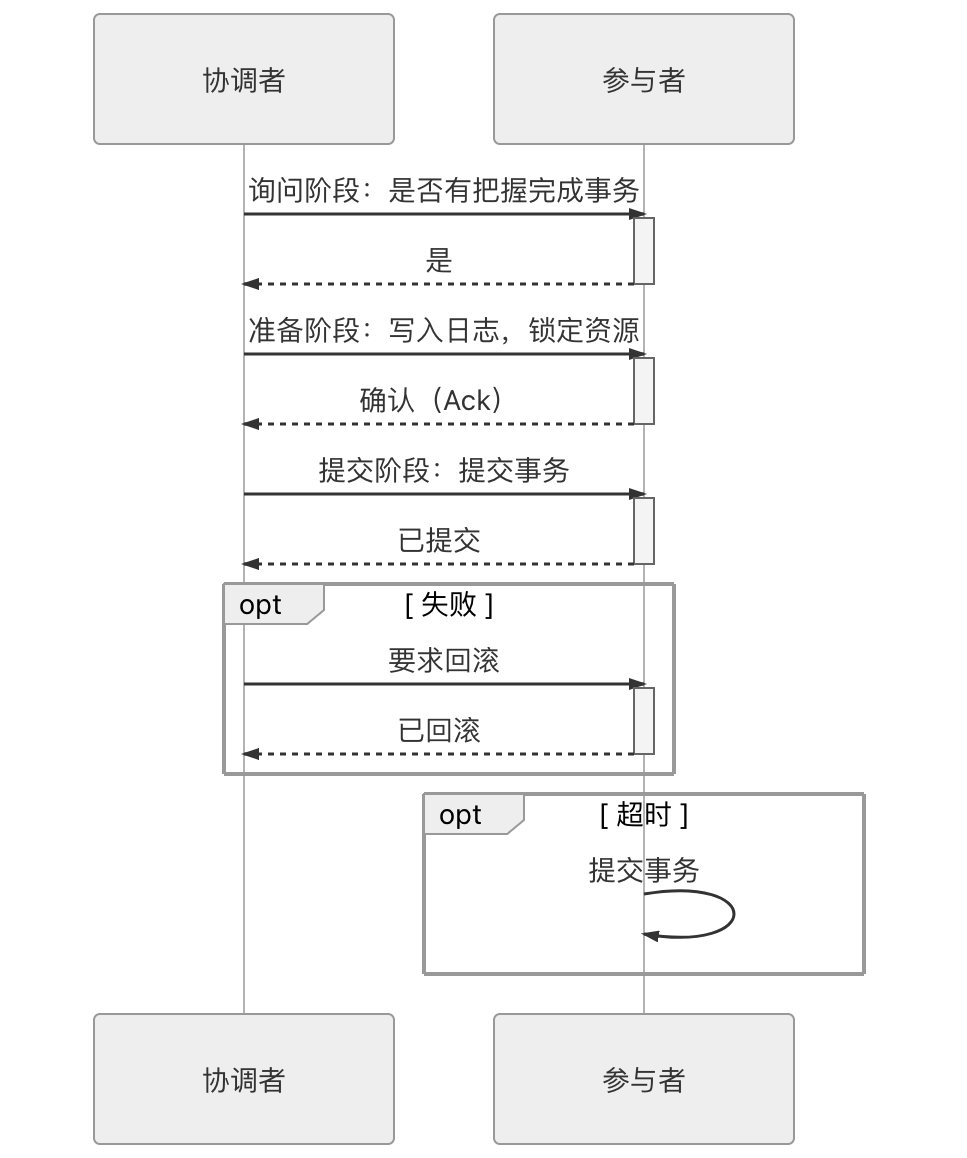 协调者
参与者
询问阶段：是否有把握完成事务
是
准备阶段：写入日志，锁定资源
确认（Ack）
提交阶段：提交事务
已提交
opt
[ 失败 ]
要求回滚
已回滚
opt
[ 超时 ]
提交事务
协调者
参与者